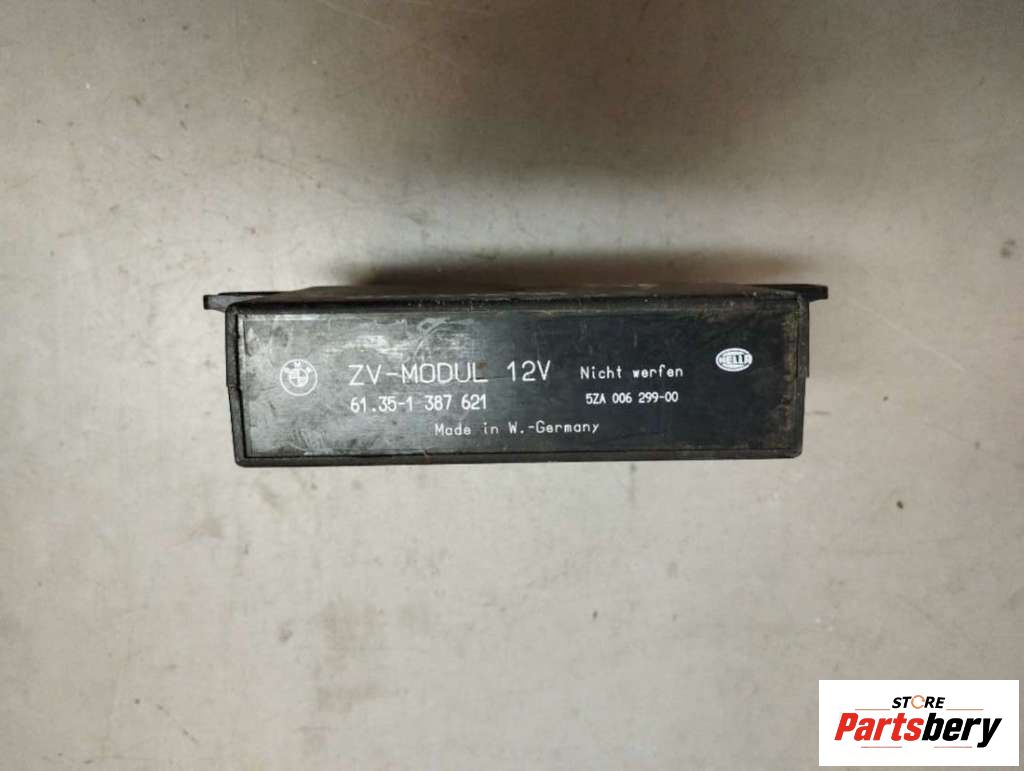 ZV-MODUL 12V Nicht werfen HELLA
61.35-1 387 621 5ZA 006 299-00
Made in W.-Germany
STORE
Partsbery